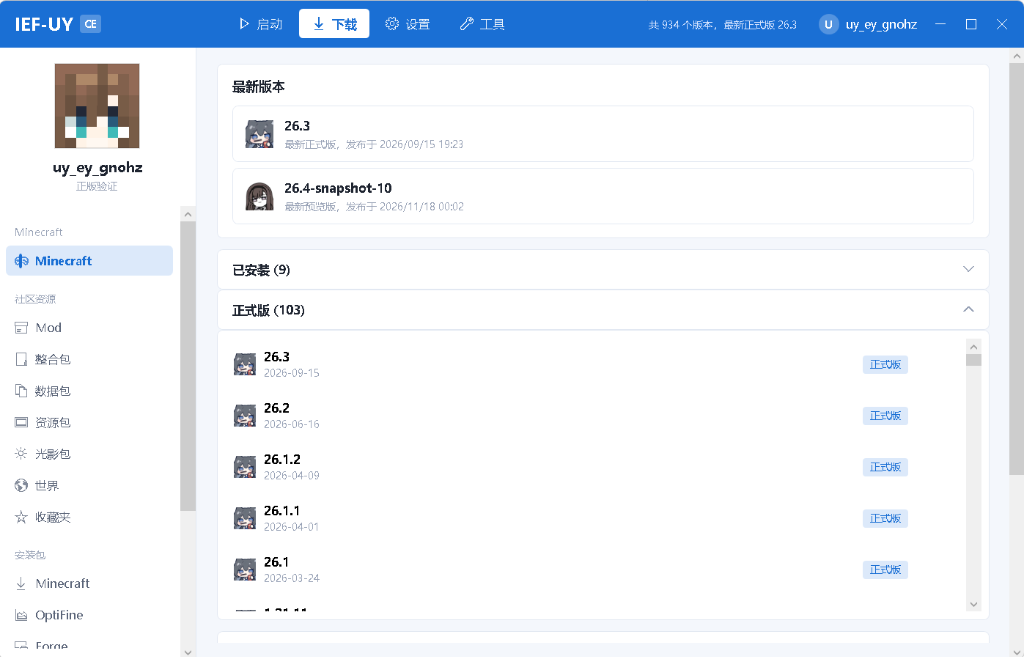 IEF-UY CE
启动
下载
设置
工具
共 934 个版本，最新正式版 26.3
U uy_ey_gnohz
uy_ey_gnohz
正版验证
Minecraft
Minecraft
社区资源
Mod
整合包
数据包
资源包
光影包
世界
收藏夹
安装包
Minecraft
OptiFine
Forge
最新版本
26.3
最新正式版，发布于 2026/09/15 19:23
26.4-snapshot-10
最新预览版，发布于 2026/11/18 00:02
已安装 (9)
正式版 (103)
26.3
2026-09-15
正式版
26.2
2026-06-16
正式版
26.1.2
2026-04-09
正式版
26.1.1
2026-04-01
正式版
26.1
2026-03-24
正式版